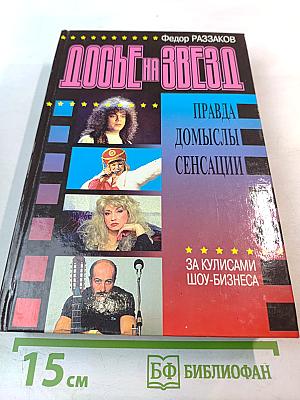 Федор РАЗЗАКОВ
ДОСЬЕ НА ЗВЕЗД
ПРАВДА
ДОМЫСЛЫ
СЕНСАЦИИ
ЗА КУЛИСАМИ
ШОУ-БИЗНЕСА
15 см
БФ БИБЛИОФАН